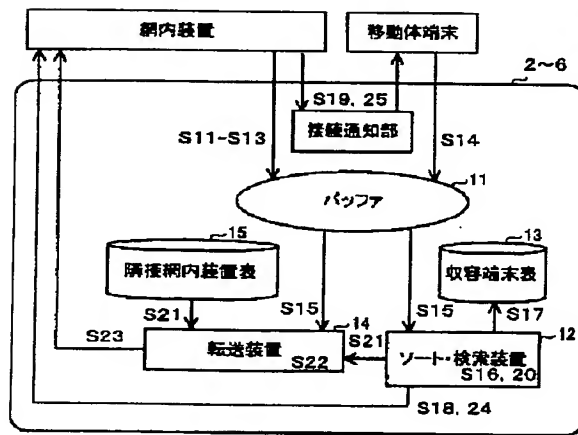 網内装置
移動体端末
2~6
S19, 25
接続通知部
S11~S13
S14
11
バッファ
15
隣接網内装置表
13
収容端末表
S21
S15
S15
S17
S23
14
転送装置
S22
S21
12
ソート・検索装置
S16, 20
S18, 24